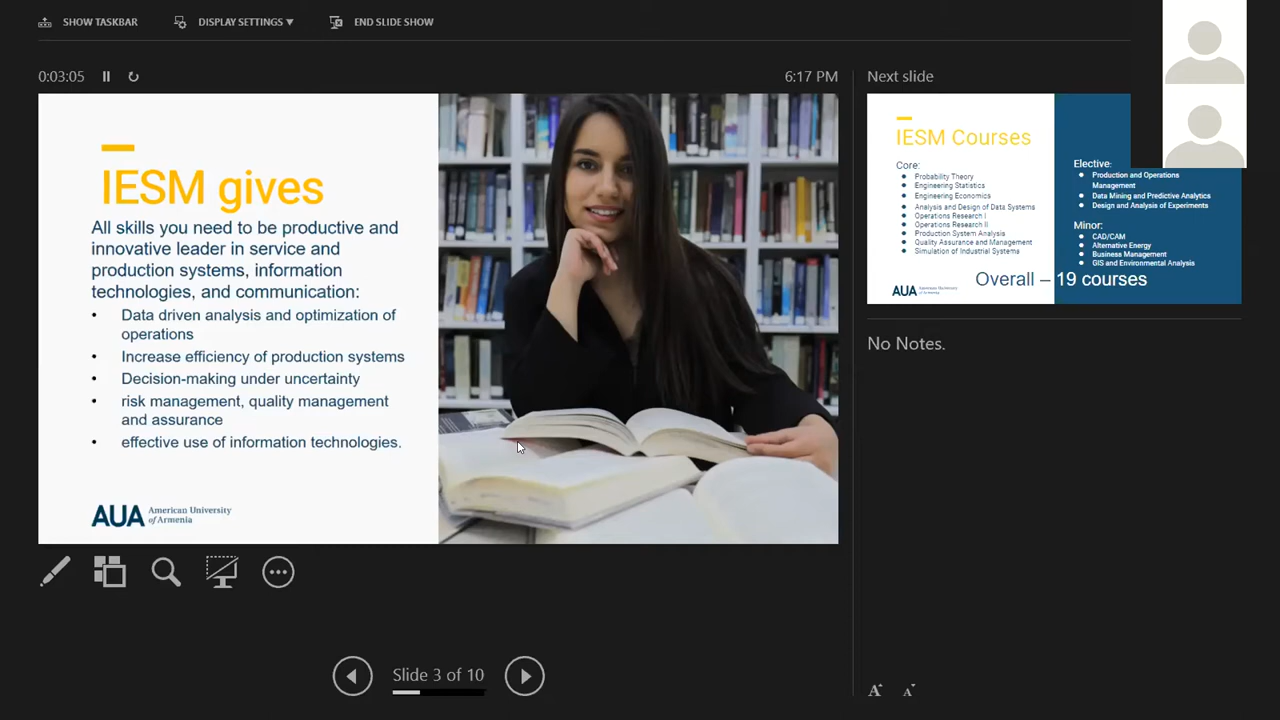 SHOW TASKBAR
DISPLAY SETTINGS ▼
END SLIDE SHOW
0:03:05
6:17 PM
IESM gives
All skills you need to be productive and
innovative leader in service and
production systems, information
technologies, and communication:
• Data driven analysis and optimization of
operations
• Increase efficiency of production systems
• Decision-making under uncertainty
• risk management, quality management
and assurance
• effective use of information technologies.
AUA American University
of Armenia
Next slide
IESM Courses
Core:
● Probability Theory
● Engineering Statistics
● Engineering Economics
● Analysis and Design of Data Systems
● Operations Research I
● Operations Research II
● Production System Analysis
● Quality Assurance and Management
● Simulation of Industrial Systems
Elective:
● Production and Operations
Management
● Data Mining and Predictive Analytics
● Design and Analysis of Experiments
Minor:
● CAD/CAM
● Alternative Energy
● Business Management
● GIS and Environmental Analysis
Overall – 19 courses
AUA American University
of Armenia
No Notes.
Slide 3 of 10
A A